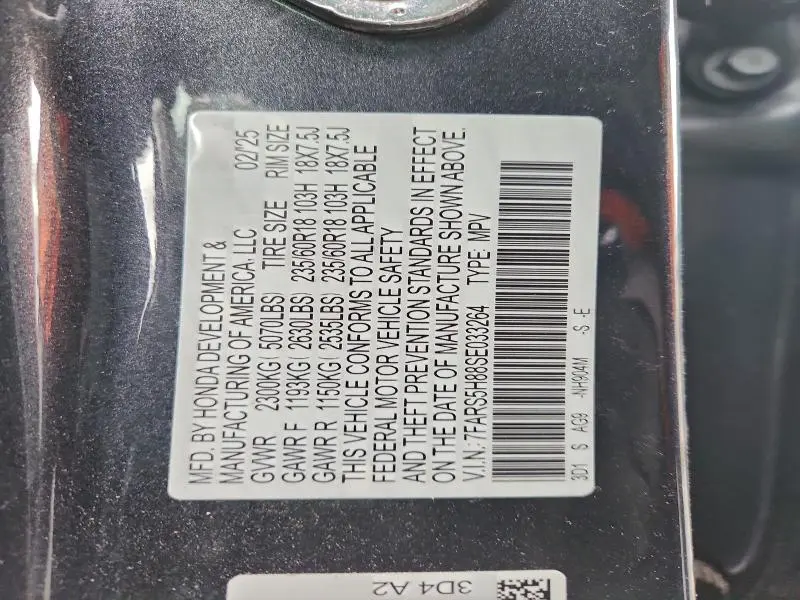 MFD. BY HONDA DEVELOPMENT &
MANUFACTURING OF AMERICA, LLC 02/25
GVWR 2300KG( 5070LBS) TIRE SIZE RIM SIZE
GAWR F 1193KG( 2630LBS) 235/60R18 103H 18X7.5J
GAWR R 1150KG( 2535LBS) 235/60R18 103H 18X7.5J
THIS VEHICLE CONFORMS TO ALL APPLICABLE
FEDERAL MOTOR VEHICLE SAFETY
AND THEFT PREVENTION STANDARDS IN EFFECT
ON THE DATE OF MANUFACTURE SHOWN ABOVE.
V.I.N.: 7FARS5H88SE033264 TYPE: MPV
3D1 S AG9 -NH904M -S -E
3D4 A2